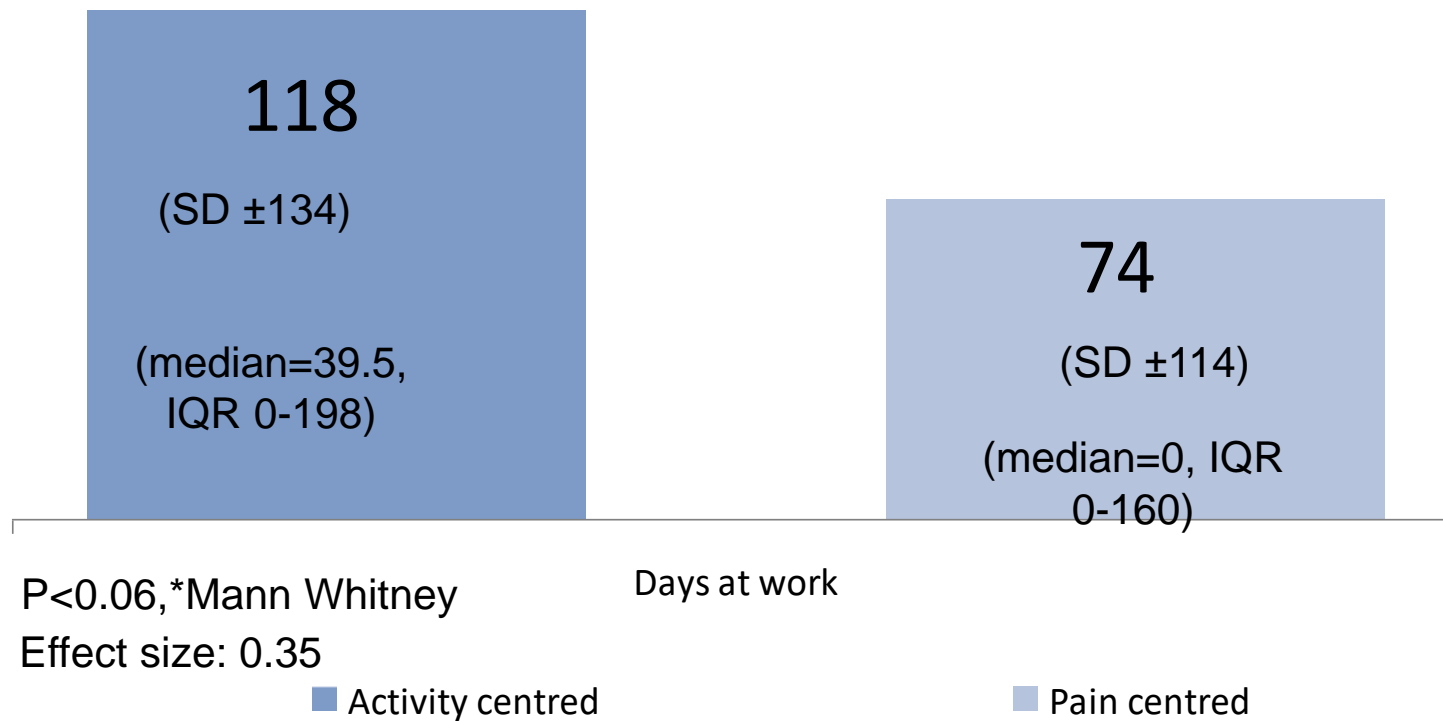 118
(SD ±134)
(median=39.5,
IQR 0-198)
74
(SD ±114)
(median=0, IQR
0-160)
P<0.06,*Mann Whitney
Days at work
Effect size: 0.35
Activity centred
Pain centred